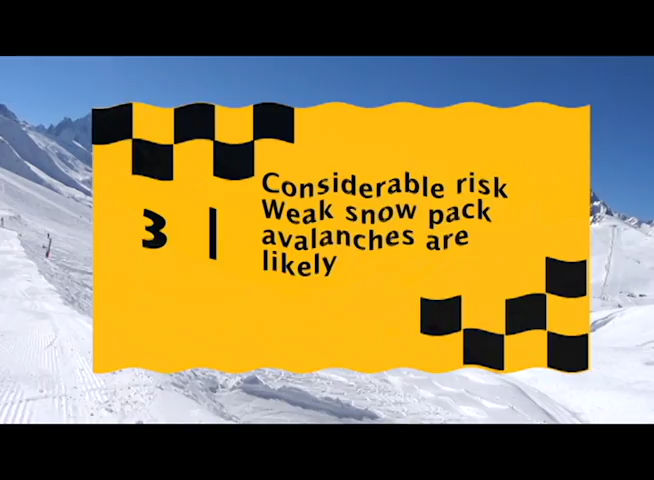 3 |
Considerable risk
Weak snow pack
avalanches are
likely